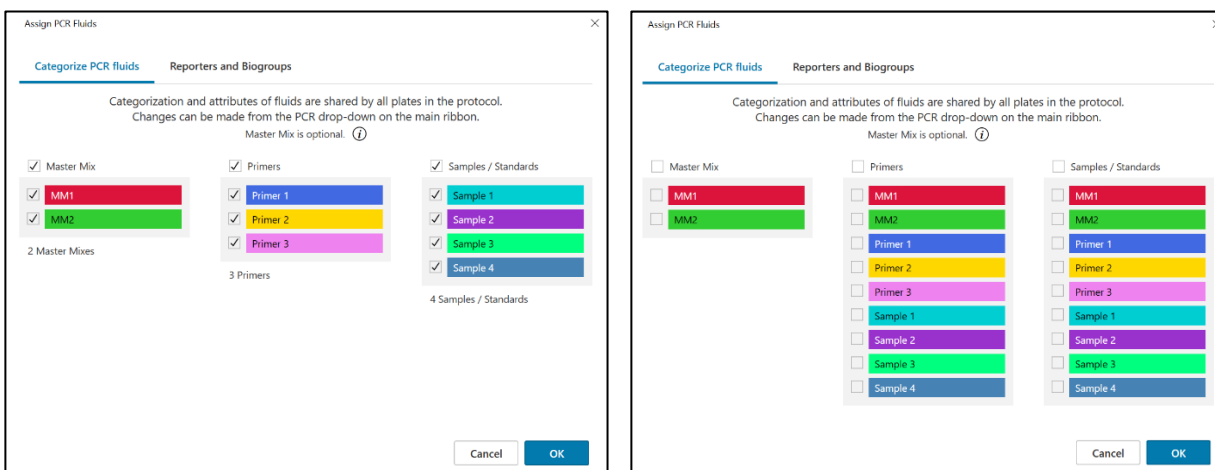 Assign PCR Fluids
Categorize PCR fluids Reporters and Biogroups
Categorization and attributes of fluids are shared by all plates in the protocol.
Changes can be made from the PCR drop-down on the main ribbon.
Master Mix is optional. i
Master Mix Primers Samples / Standards
MM1 Primer 1 Sample 1
MM2 Primer 2 Sample 2
2 Master Mixes Primer 3 Sample 3
3 Primers Sample 4
4 Samples / Standards
Cancel OK
Assign PCR Fluids
Categorize PCR fluids Reporters and Biogroups
Categorization and attributes of fluids are shared by all plates in the protocol.
Changes can be made from the PCR drop-down on the main ribbon.
Master Mix is optional. i
Master Mix Primers Samples / Standards
MM1 MM1 MM1
MM2 MM2 MM2
Primer 1 Primer 1
Primer 2 Primer 2
Primer 3 Primer 3
Sample 1 Sample 1
Sample 2 Sample 2
Sample 3 Sample 3
Sample 4 Sample 4
Cancel OK